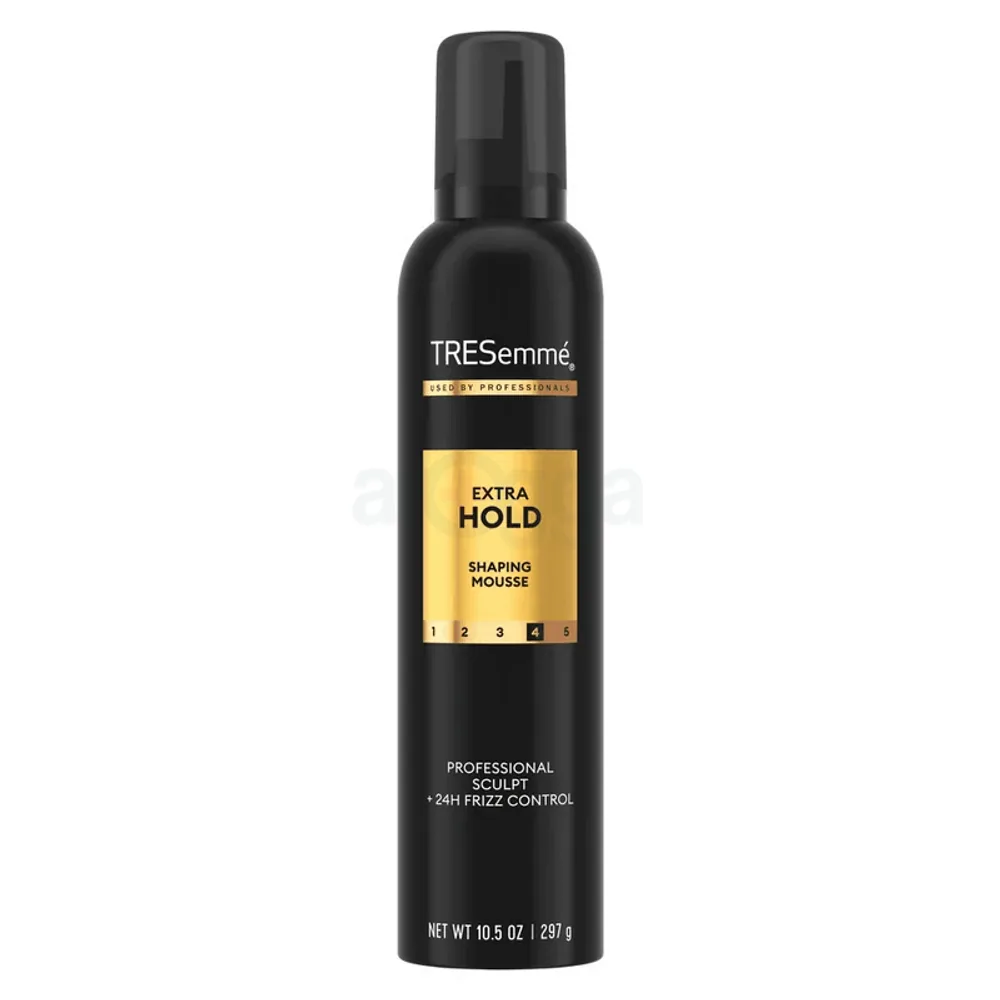 TRESemmé®
USED BY PROFESSIONALS
EXTRA
HOLD
SHAPING
MOUSSE
1 2 3 4 5
PROFESSIONAL
SCULPT
+ 24H FRIZZ CONTROL
NET WT 10.5 OZ | 297 g